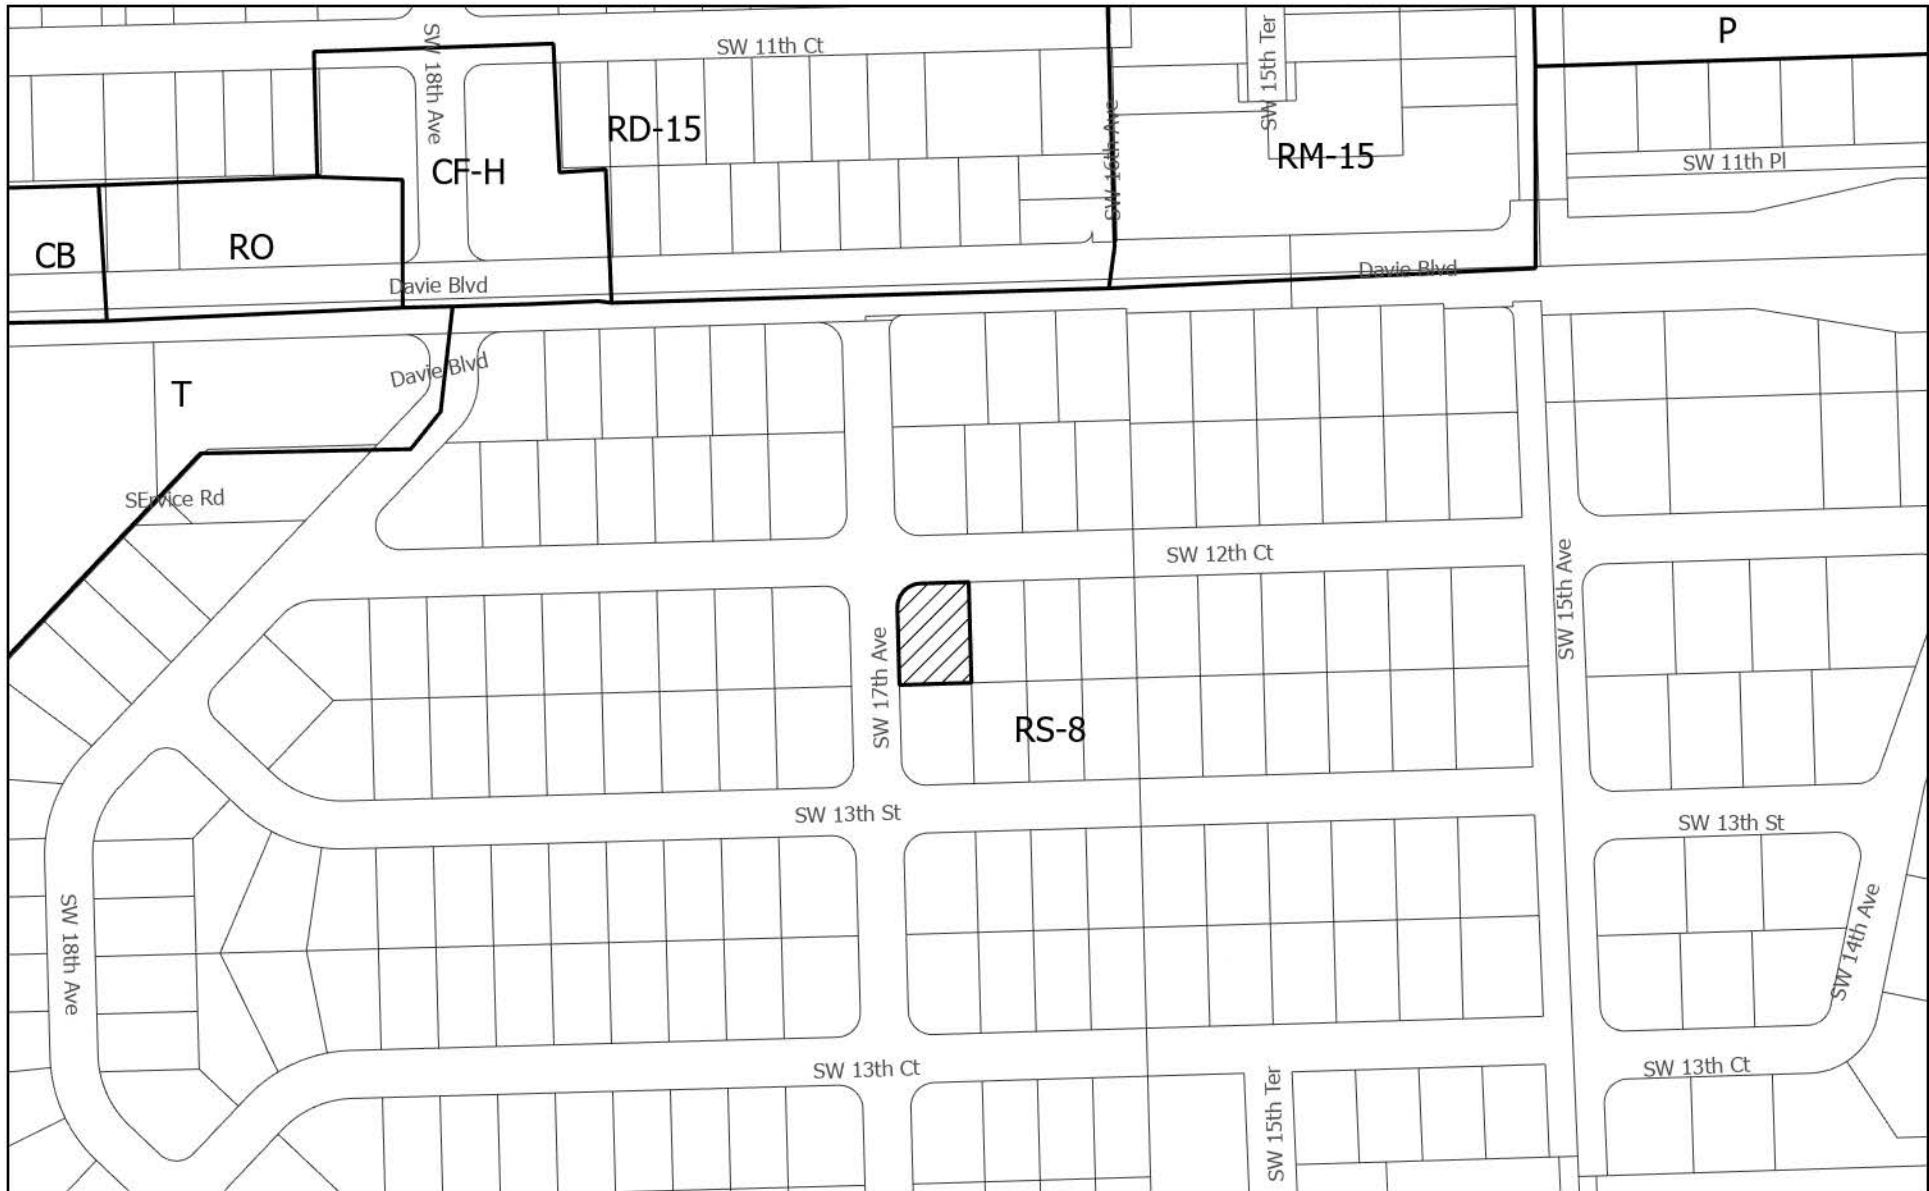 P
SW 18th Ave
SW 11th Ct
SW 15th Ter
RD-15
SW 16th Ave
RM-15
SW 11th Pl
CF-H
CB
RO
Davie Blvd
Davie Blvd
Davie Blvd
T
SErvice Rd
SW 12th Ct
SW 15th Ave
SW 17th Ave
RS-8
SW 13th St
SW 13th St
SW 18th Ave
SW 14th Ave
SW 13th Ct
SW 13th Ct
SW 15th Ter